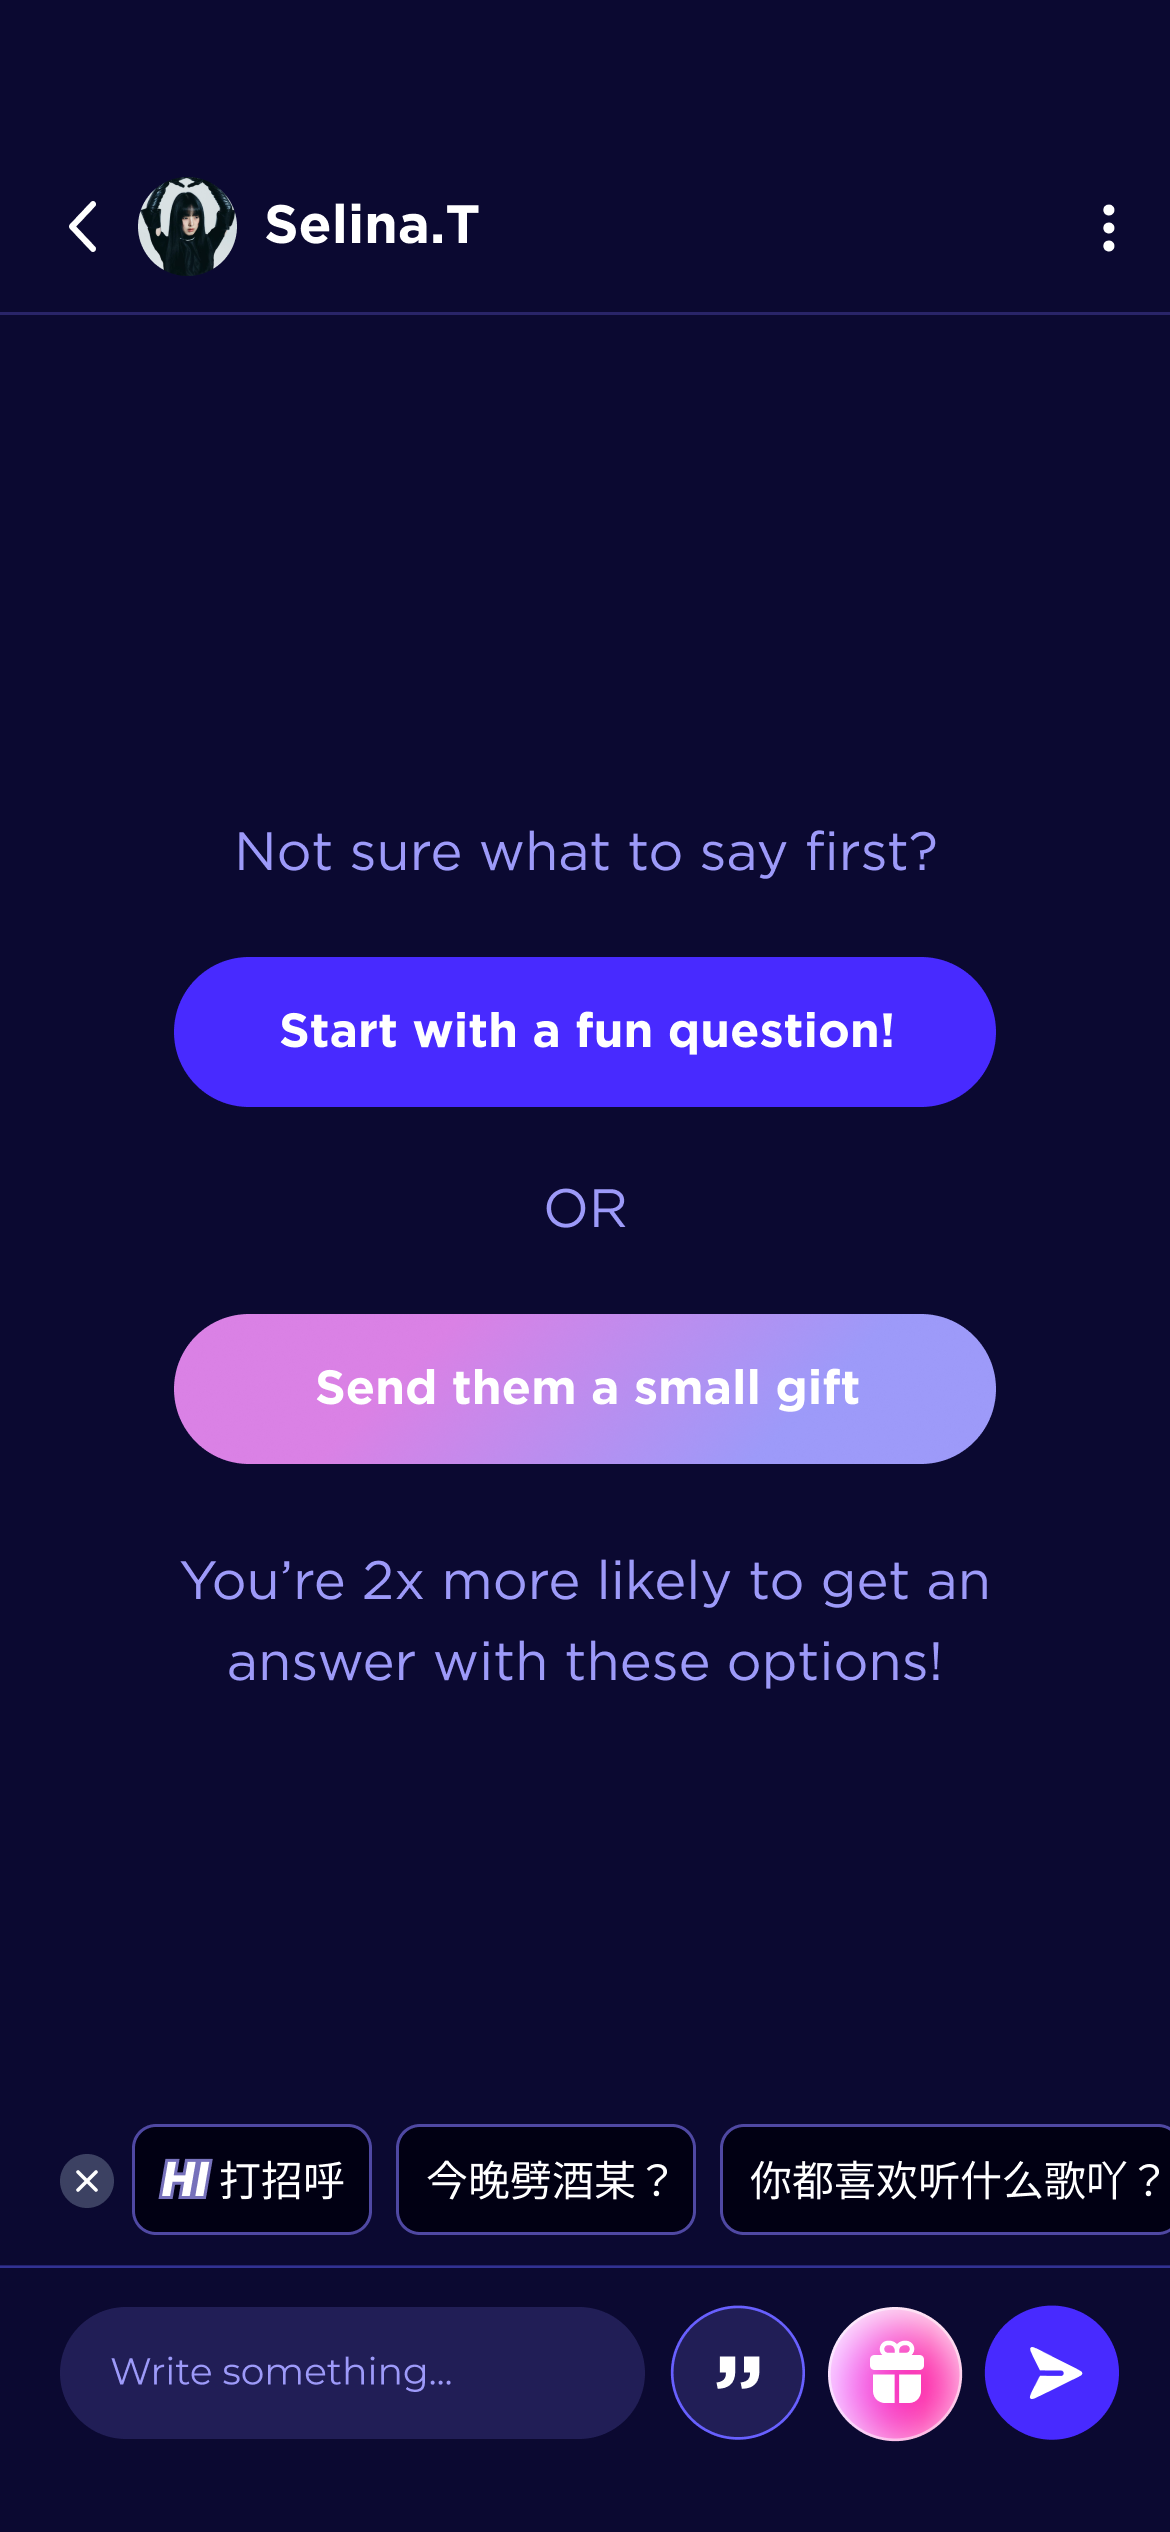 Selina.T
Not sure what to say first?
Start with a fun question!
OR
Send them a small gift
You’re 2x more likely to get an
answer with these options!
HI 打招呼
今晚劈酒某？
你都喜欢听什么歌吖？
Write something...